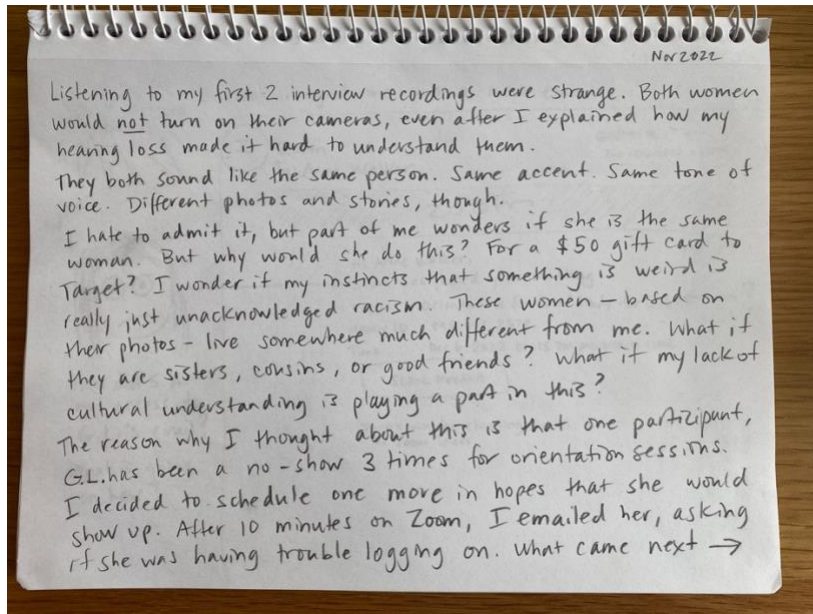 Nov 2022
Listening to my first 2 interview recordings were strange. Both women
would not turn on their cameras, even after I explained how my
hearing loss made it hard to understand them.
They both sound like the same person. Same accent. Same tone of
voice. Different photos and stories, though.
I hate to admit it, but part of me wonders if she is the same
woman. But why would she do this? For a $50 gift card to
Target? I wonder if my instincts that something is weird is
really just unacknowledged racism. These women – based on
their photos – live somewhere much different from me. What if
they are sisters, cousins, or good friends? What if my lack of
cultural understanding is playing a part in this?
The reason why I thought about this is that one participant,
G.L. has been a no-show 3 times for orientation sessions.
I decided to schedule one more in hopes that she would
show up. After 10 minutes on Zoom, I emailed her, asking
if she was having trouble logging on. What came next →